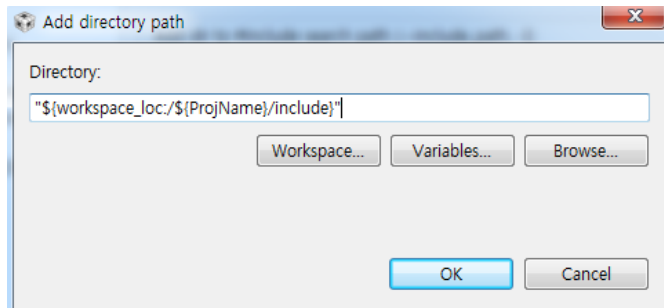 Add directory path
Directory:
"${workspace_loc:/${ProjName}/include}"
Workspace... Variables... Browse...
OK Cancel